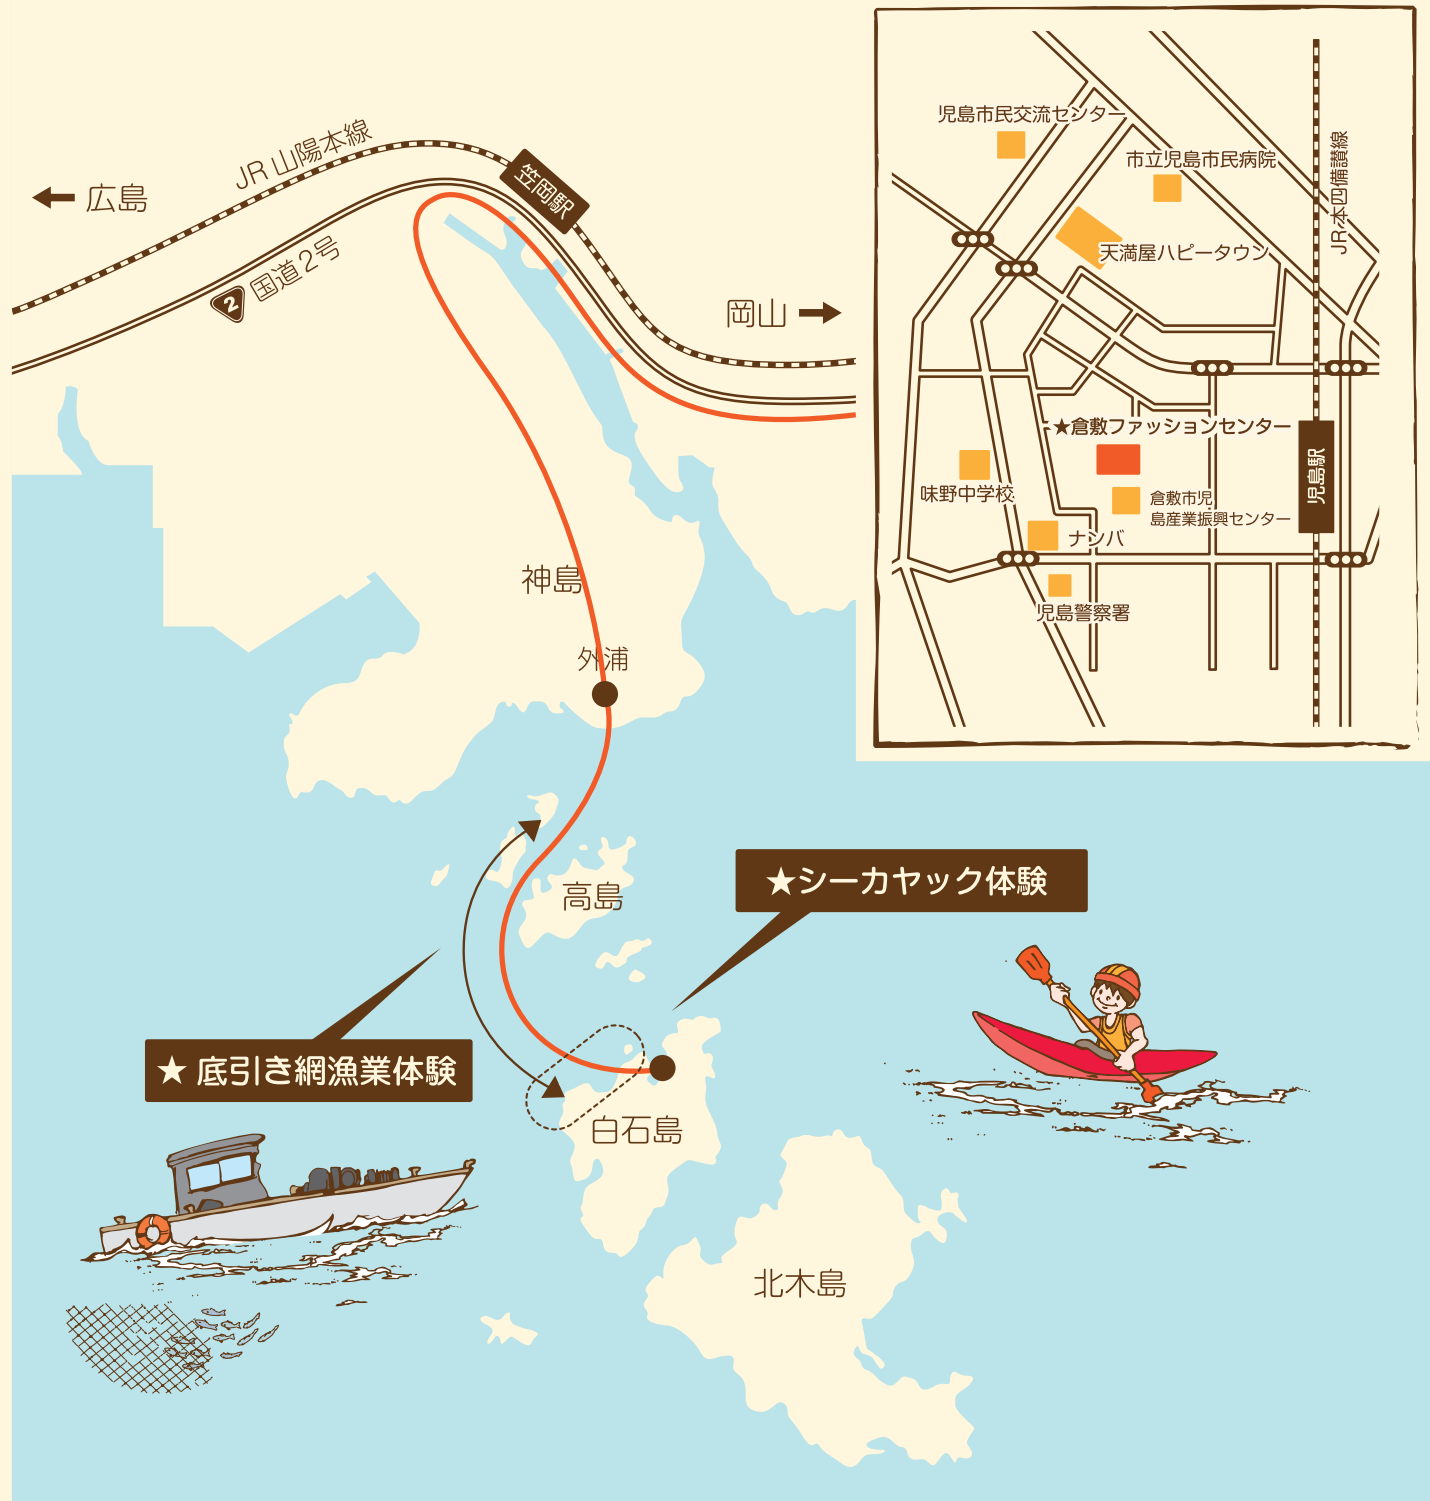 JR 山陽本線
笠岡駅
広島
国道2号
2
岡山
神島
外浦
高島
★シーカヤック体験
★ 底引き網漁業体験
白石島
北木島
児島市民交流センター
市立児島市民病院
JR本四備讃線
天満屋ハピータウン
★倉敷ファッションセンター
児島駅
味野中学校
倉敷市児
島産業振興センター
ナンバ
児島警察署